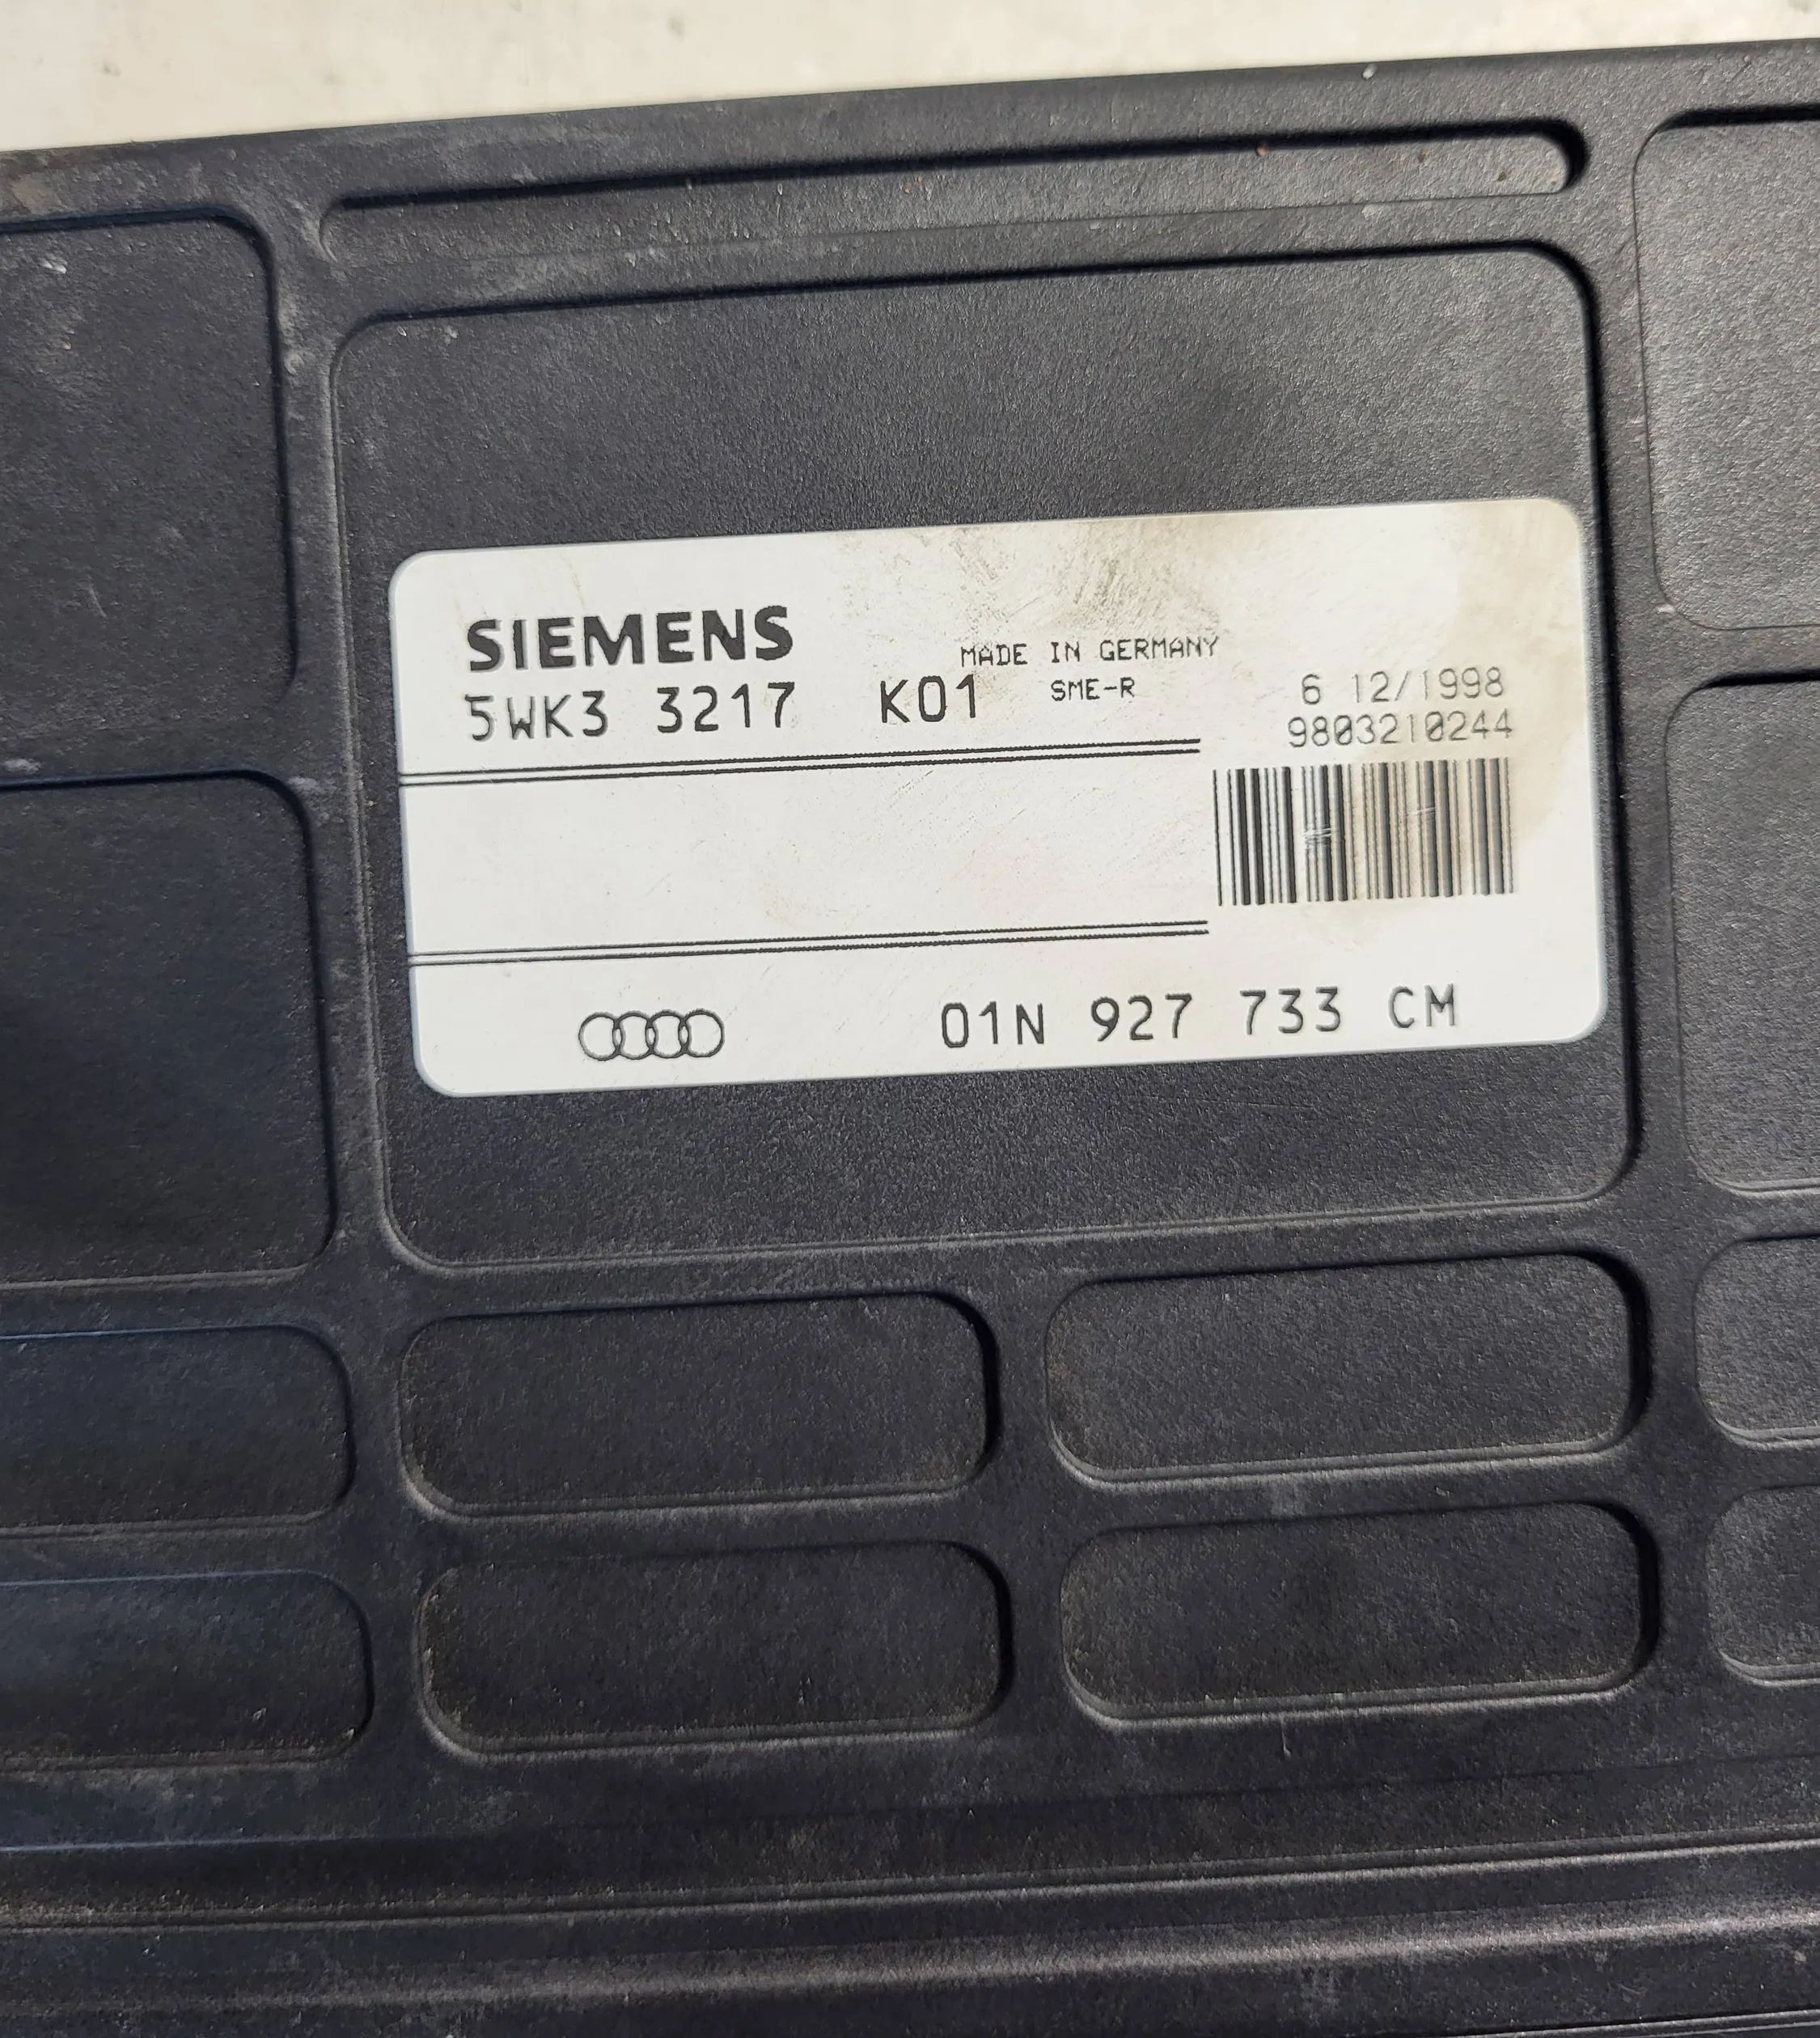 SIEMENS
MADE IN GERMANY
5WK3 3217 K01 SME-R
6 12/1998
9803210244
01N 927 733 CM